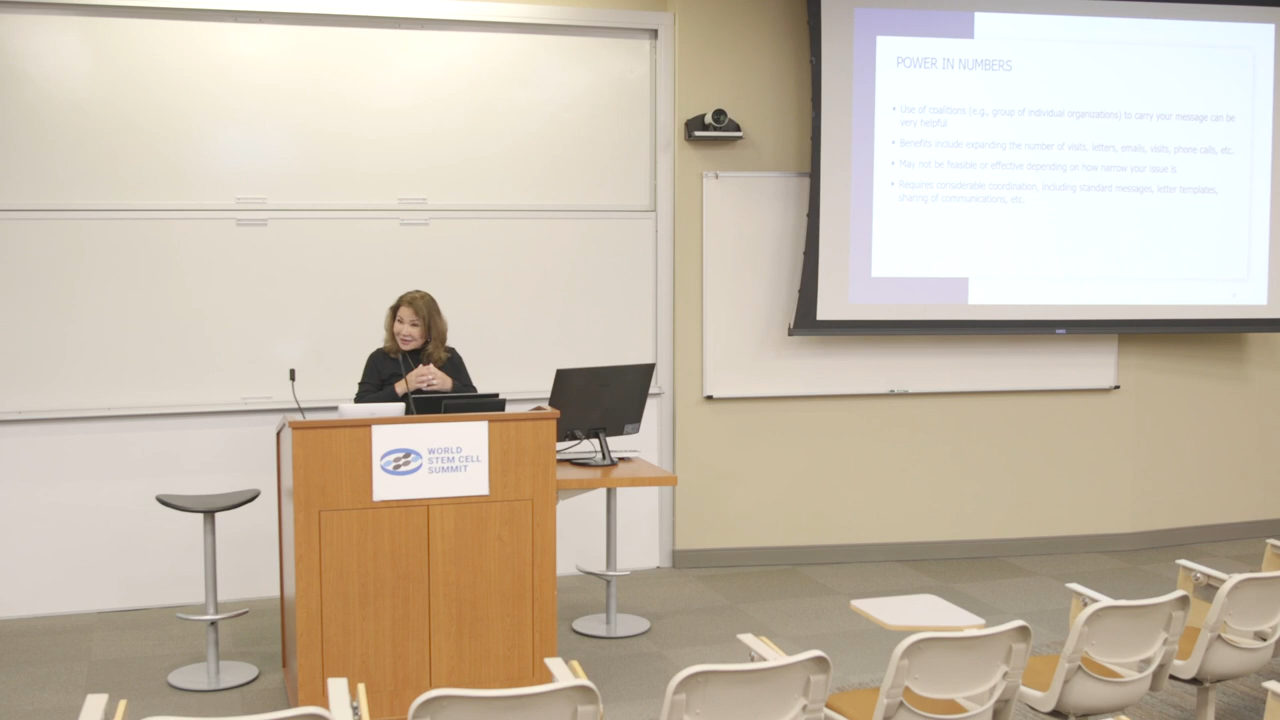 POWER IN NUMBERS
• Use of coalitions (e.g., group of individual organizations) to carry your message can be
very helpful
• Benefits include expanding the number of visits, letters, emails, visits, phone calls, etc.
• May not be feasible or effective depending on how narrow your issue is
• Requires considerable coordination, including standard messages, letter templates,
sharing of communications, etc.
WORLD
STEM CELL
SUMMIT